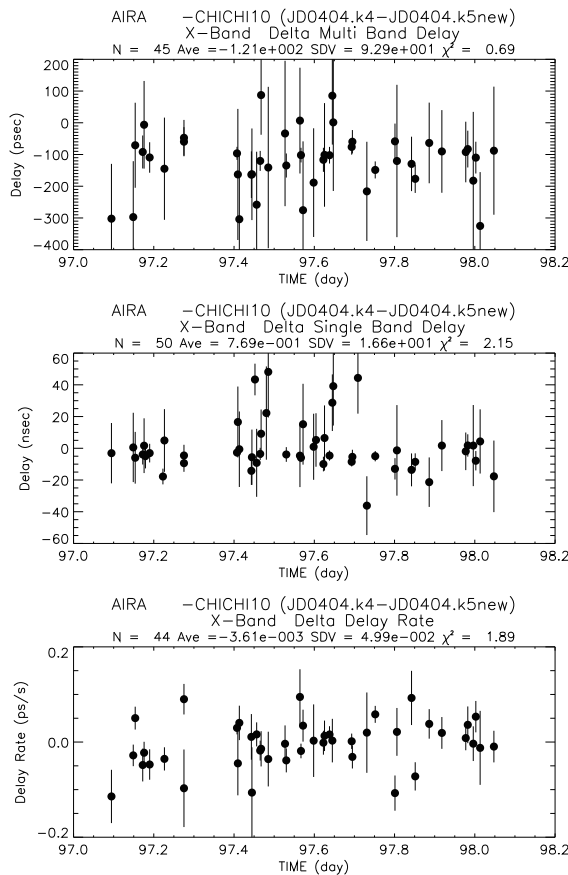 AIRA -CHICHI10 (JD0404.k4-JD0404.k5new)
X-Band Delta Multi Band Delay
N = 45 Ave =-1.21e+002 SDV = 9.29e+001 χ² = 0.69
200
100
0
-100
-200
-300
-400
Delay (psec)
97.0 97.2 97.4 97.6 97.8 98.0 98.2
TIME (day)
AIRA -CHICHI10 (JD0404.k4-JD0404.k5new)
X-Band Delta Single Band Delay
N = 50 Ave = 7.69e-001 SDV = 1.66e+001 χ² = 2.15
60
40
20
0
-20
-40
-60
Delay (nsec)
97.0 97.2 97.4 97.6 97.8 98.0 98.2
TIME (day)
AIRA -CHICHI10 (JD0404.k4-JD0404.k5new)
X-Band Delta Delay Rate
N = 44 Ave =-3.61e-003 SDV = 4.99e-002 χ² = 1.89
0.2
0.0
-0.2
Delay Rate (ps/s)
97.0 97.2 97.4 97.6 97.8 98.0 98.2
TIME (day)